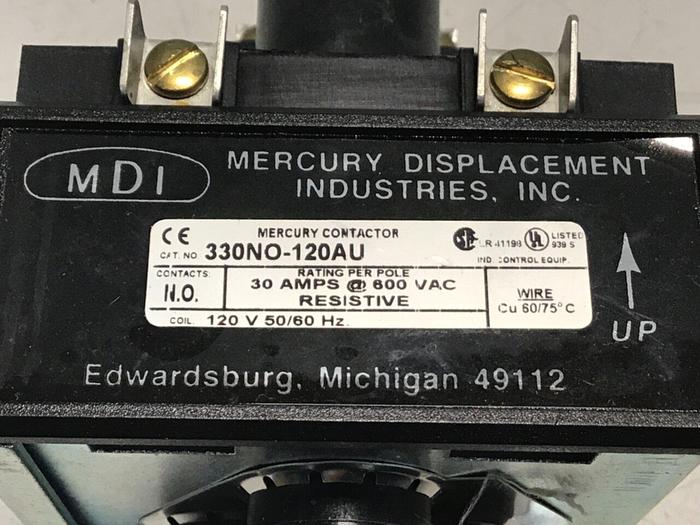 MDI
MERCURY DISPLACEMENT
INDUSTRIES, INC.
CE MERCURY CONTACTOR
CAT. NO. 330NO-120AU
LR 41198 UL LISTED
939 S
IND. CONTROL EQUIP.
CONTACTS:
N.O.
RATING PER POLE
30 AMPS @ 600 VAC
RESISTIVE
WIRE
Cu 60/75°C
COIL 120 V 50/60 Hz
UP
Edwardsburg, Michigan 49112